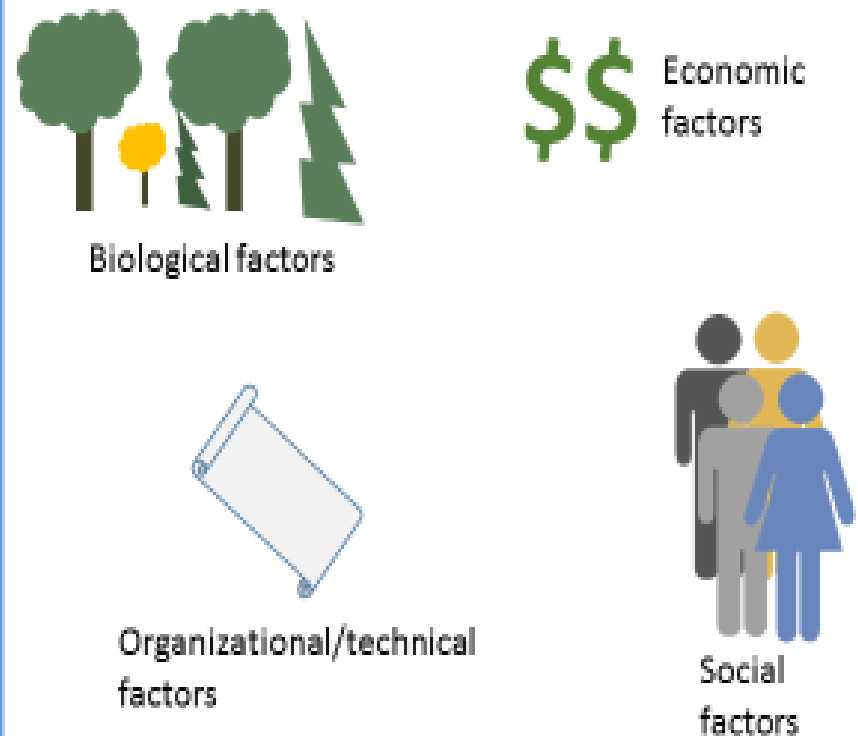 $$
Economic
factors
Biological factors
Organizational/technical
factors
Social
factors